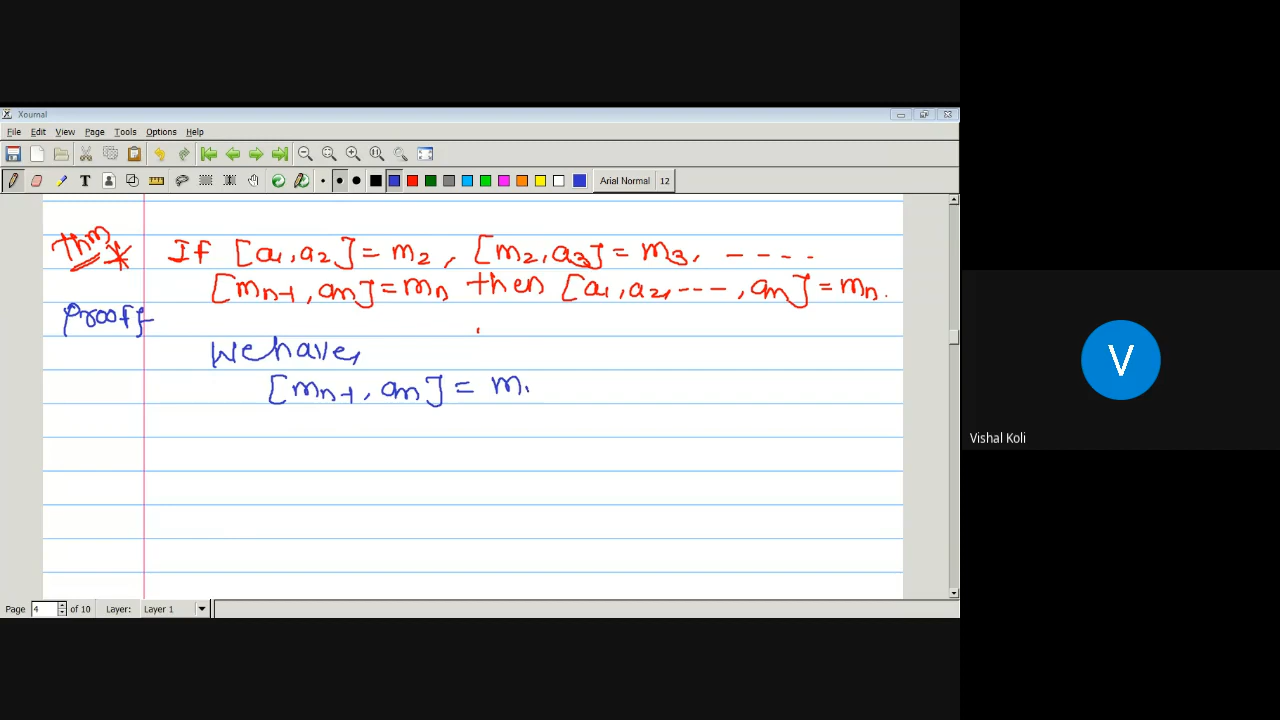 Xournal
File Edit View Page Tools Options Help
T Arial Normal 12
Thm * If [a1, a2] = m2, [m2, a3] = m3, - - - -
[mn-1, an] = mn then [a1, a2, ---, an] = mn.
Proof:
We have,
[mn-1, an] = m
Page 4 of 10 Layer: Layer 1
V
Vishal Koli